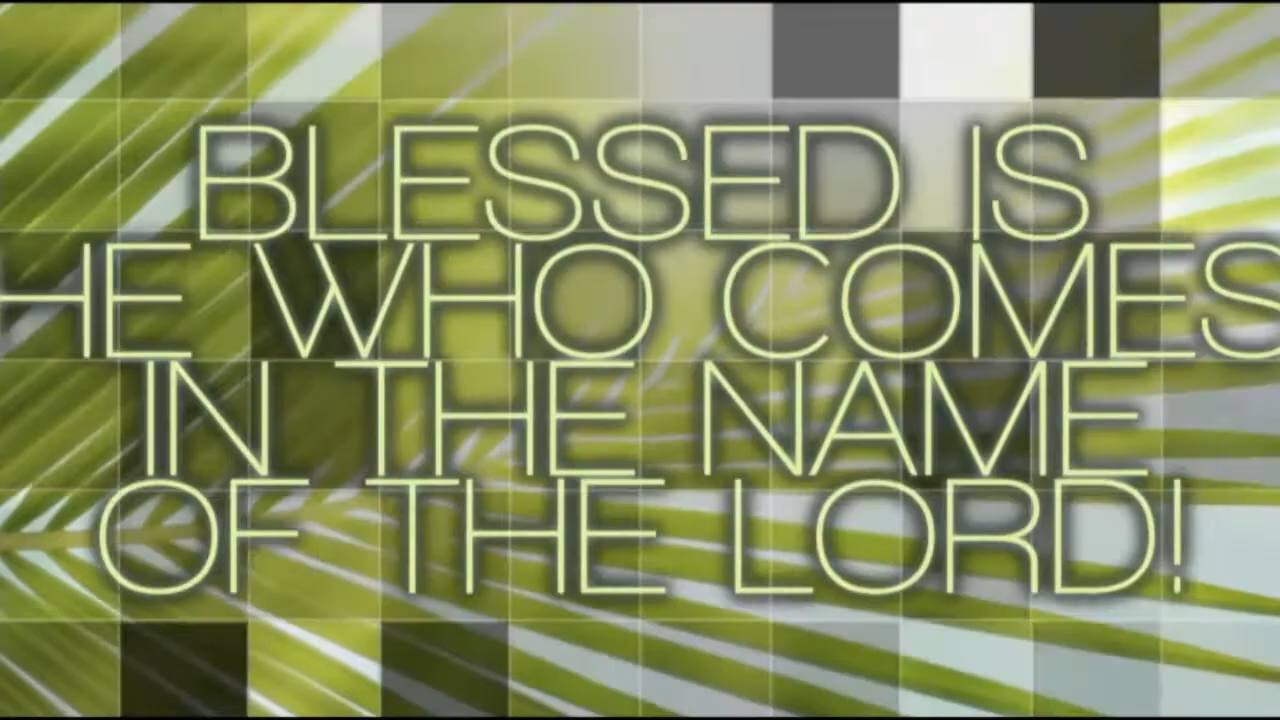 BLESSED IS
HE WHO COMES
IN THE NAME
OF THE LORD!